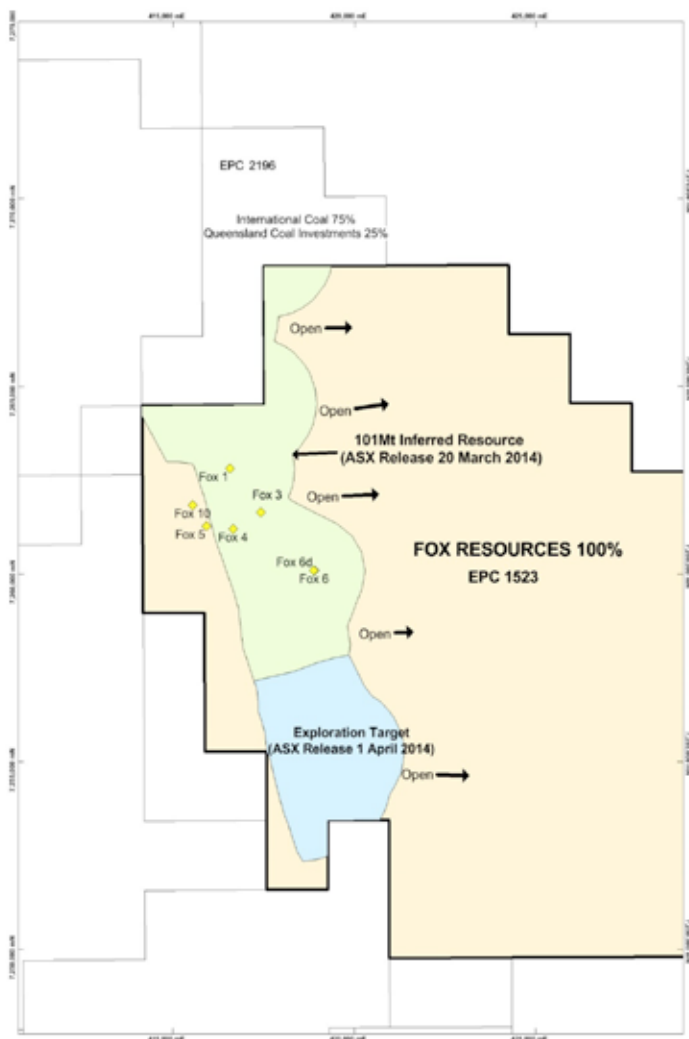 EPC 2196
International Coal 75%
Queensland Coal Investments 25%
Open
Open
101Mt Inferred Resource
(ASX Release 20 March 2014)
Fox 1
Open
Fox 3
Fox 10
Fox 5
Fox 4
FOX RESOURCES 100%
EPC 1523
Fox 6d
Fox 6
Open
Exploration Target
(ASX Release 1 April 2014)
Open